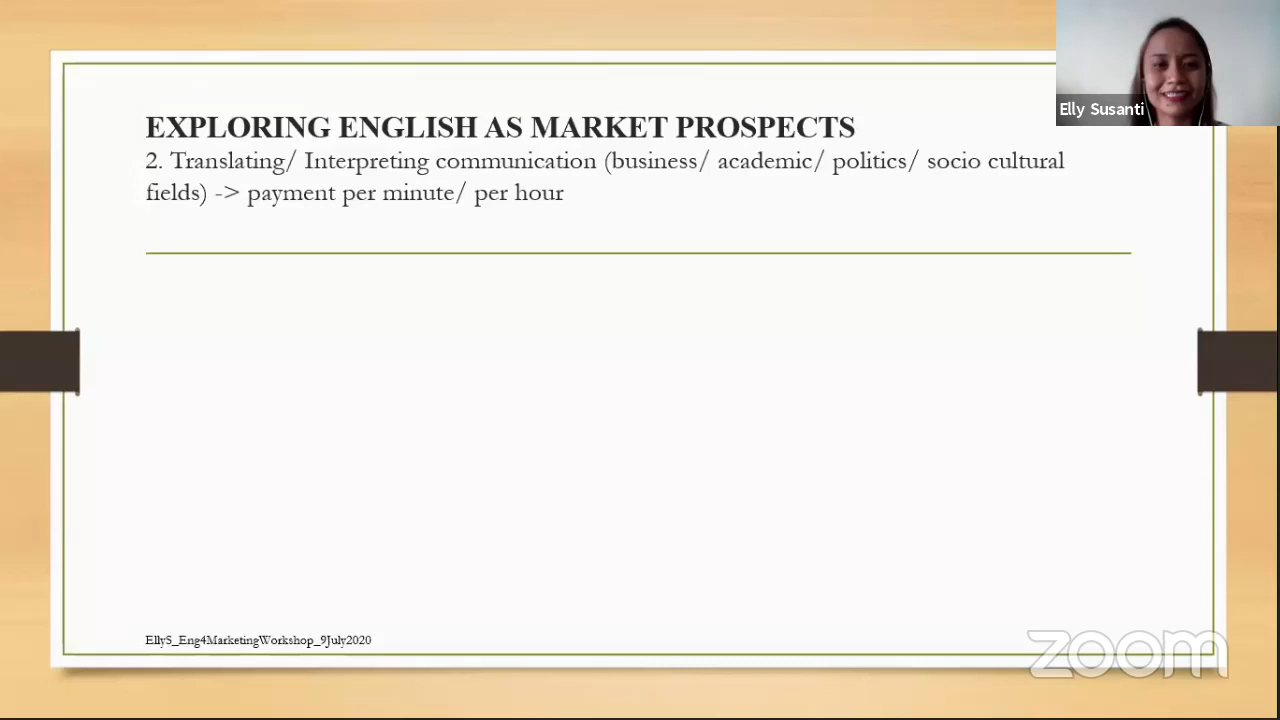 EXPLORING ENGLISH AS MARKET PROSPECTS
2. Translating/ Interpreting communication (business/ academic/ politics/ socio cultural
fields) -> payment per minute/ per hour
Elly Susanti
EllyS_Eng4MarketingWorkshop_9July2020
zoom